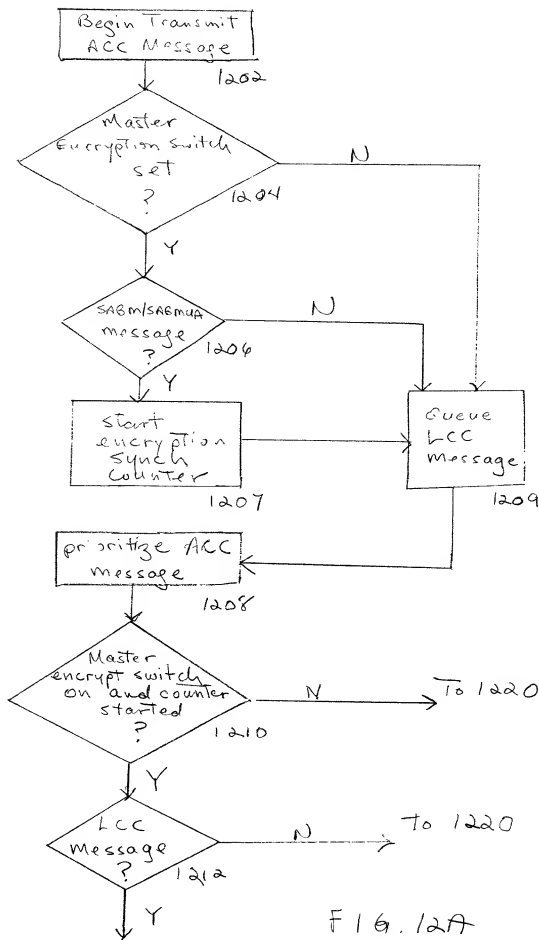 Begin Transmit
ACC Message
1202
Master
Encryption Switch
set
?
1204
N
Y
SABM/SABMUA
message
?
1206
N
Y
start
encryption
synch
counter
1207
Queue
LCC
message
1209
prioritize ACC
message
1208
Master
encrypt switch
on and counter
started
?
1210
N
To 1220
Y
LCC
message
?
1212
N
To 1220
Y
FIG. 12A